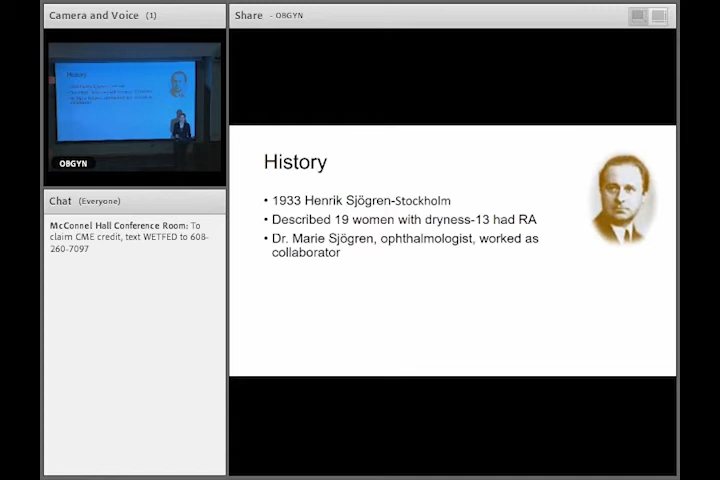 Camera and Voice (1)
Share - OBGYN
History
OBGYN
Chat (Everyone)
McConnel Hall Conference Room: To
claim CME credit, text WETFED to 608-
260-7097
History
• 1933 Henrik Sjögren-Stockholm
• Described 19 women with dryness-13 had RA
• Dr. Marie Sjögren, ophthalmologist, worked as
collaborator